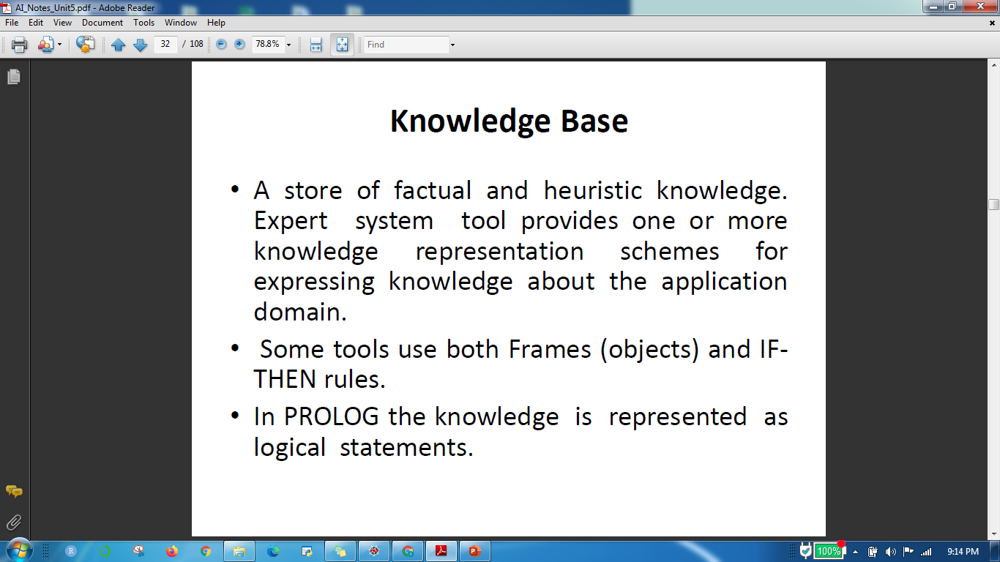 AI_Notes_Unit5.pdf - Adobe Reader
File Edit View Document Tools Window Help
32 / 108 78.8% Find
Knowledge Base
• A store of factual and heuristic knowledge.
Expert system tool provides one or more
knowledge representation schemes for
expressing knowledge about the application
domain.
• Some tools use both Frames (objects) and IF-
THEN rules.
• In PROLOG the knowledge is represented as
logical statements.
R 100% 9:14 PM